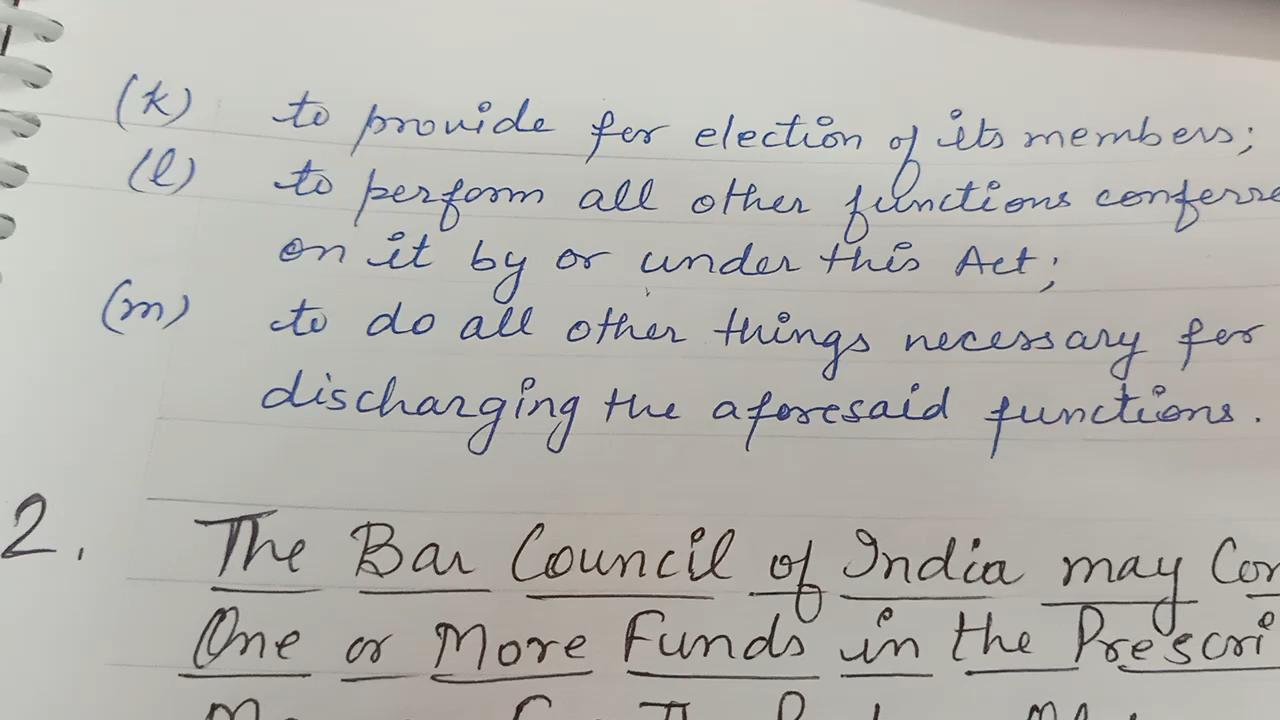 (k) to provide for election of its members;
(l) to perform all other functions conferre
on it by or under this Act;
(m) to do all other things necessary for
discharging the aforesaid functions.
2. The Bar Council of India may Con
One or More Funds in the Prescri